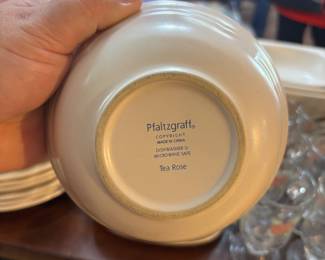 Pfaltzgraff®
COPYRIGHT
MADE IN CHINA
DISHWASHER &
MICROWAVE SAFE
Tea Rose